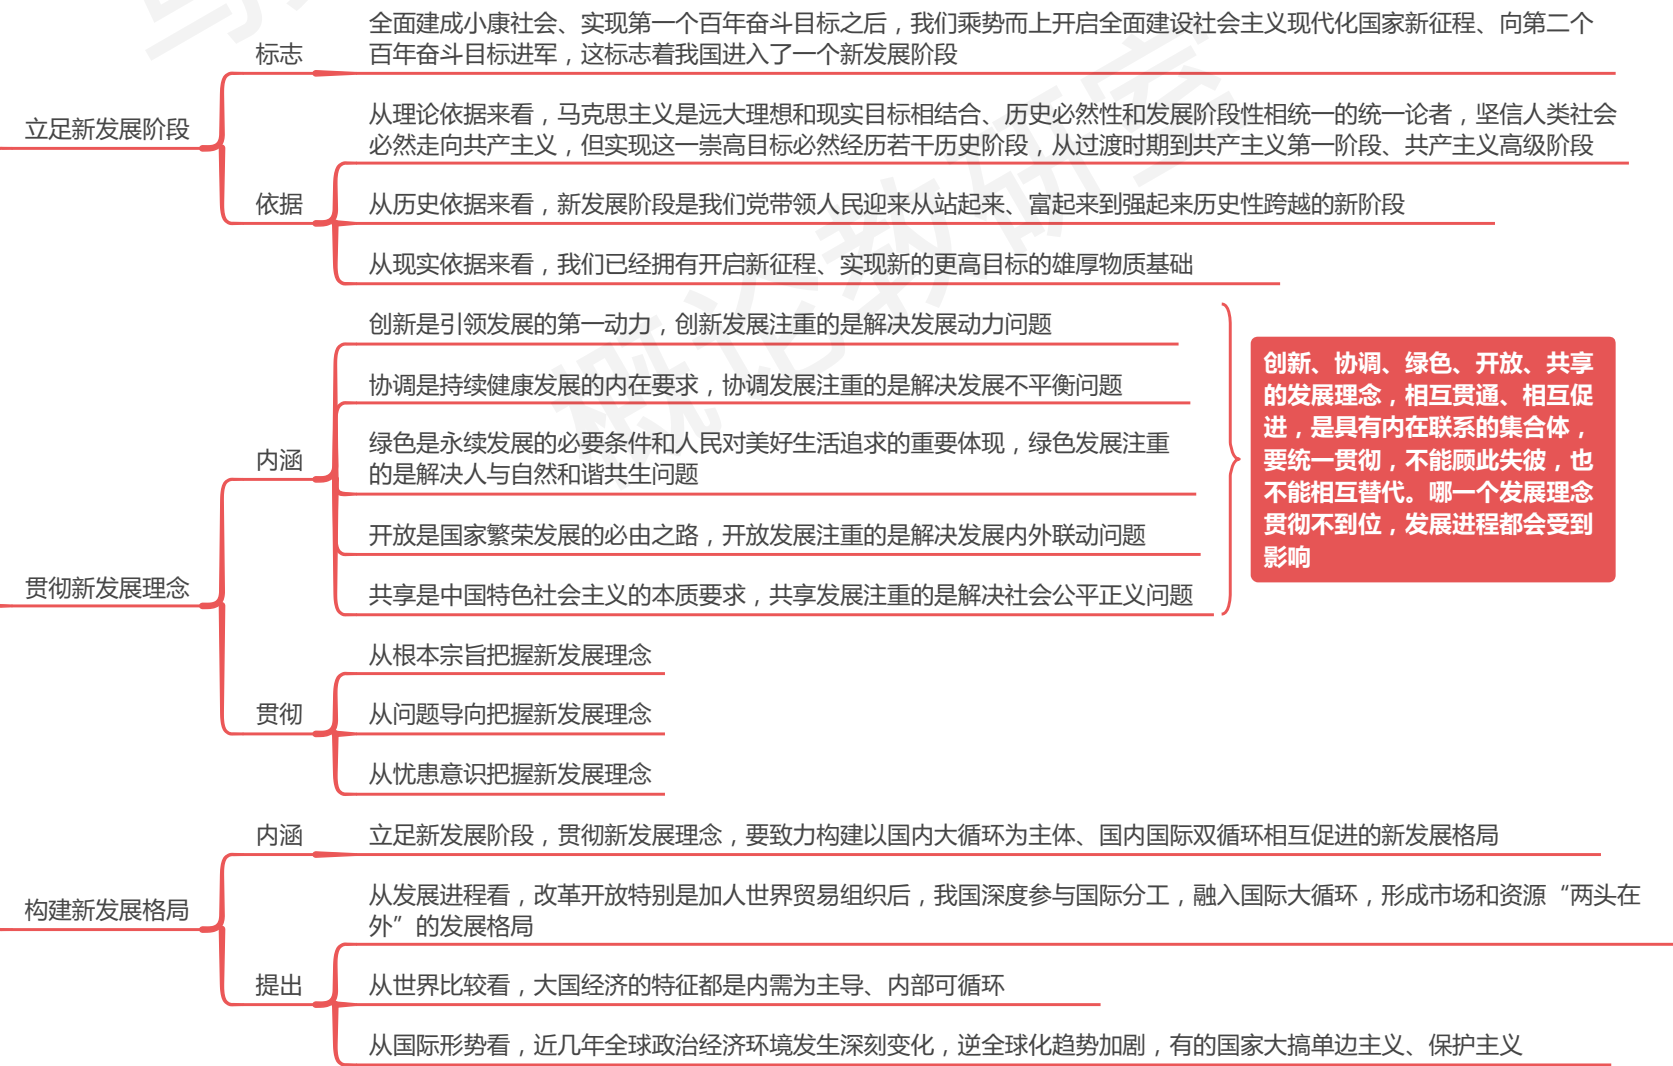 标志
全面建成小康社会、实现第一个百年奋斗目标之后，我们乘势而上开启全面建设社会主义现代化国家新征程、向第二个
百年奋斗目标进军，这标志着我国进入了一个新发展阶段
立足新发展阶段
从理论依据来看，马克思主义是远大理想和现实目标相结合、历史必然性和发展阶段性相统一的统一论者，坚信人类社会
必然走向共产主义，但实现这一崇高目标必然经历若干历史阶段，从过渡时期到共产主义第一阶段、共产主义高级阶段
依据
从历史依据来看，新发展阶段是我们党带领人民迎来从站起来、富起来到强起来历史性跨越的新阶段
从现实依据来看，我们已经拥有开启新征程、实现新的更高目标的雄厚物质基础
创新是引领发展的第一动力，创新发展注重的是解决发展动力问题
协调是持续健康发展的内在要求，协调发展注重的是解决发展不平衡问题
内涵
绿色是永续发展的必要条件和人民对美好生活追求的重要体现，绿色发展注重
的是解决人与自然和谐共生问题
开放是国家繁荣发展的必由之路，开放发展注重的是解决发展内外联动问题
共享是中国特色社会主义的本质要求，共享发展注重的是解决社会公平正义问题
创新、协调、绿色、开放、共享
的发展理念，相互贯通、相互促
进，是具有内在联系的集合体，
要统一贯彻，不能顾此失彼，也
不能相互替代。哪一个发展理念
贯彻不到位，发展进程都会受到
影响
贯彻新发展理念
从根本宗旨把握新发展理念
贯彻
从问题导向把握新发展理念
从忧患意识把握新发展理念
内涵
立足新发展阶段，贯彻新发展理念，要致力构建以国内大循环为主体、国内国际双循环相互促进的新发展格局
构建新发展格局
从发展进程看，改革开放特别是加人世界贸易组织后，我国深度参与国际分工，融入国际大循环，形成市场和资源“两头在
外”的发展格局
提出
从世界比较看，大国经济的特征都是内需为主导、内部可循环
从国际形势看，近几年全球政治经济环境发生深刻变化，逆全球化趋势加剧，有的国家大搞单边主义、保护主义
概论教研室